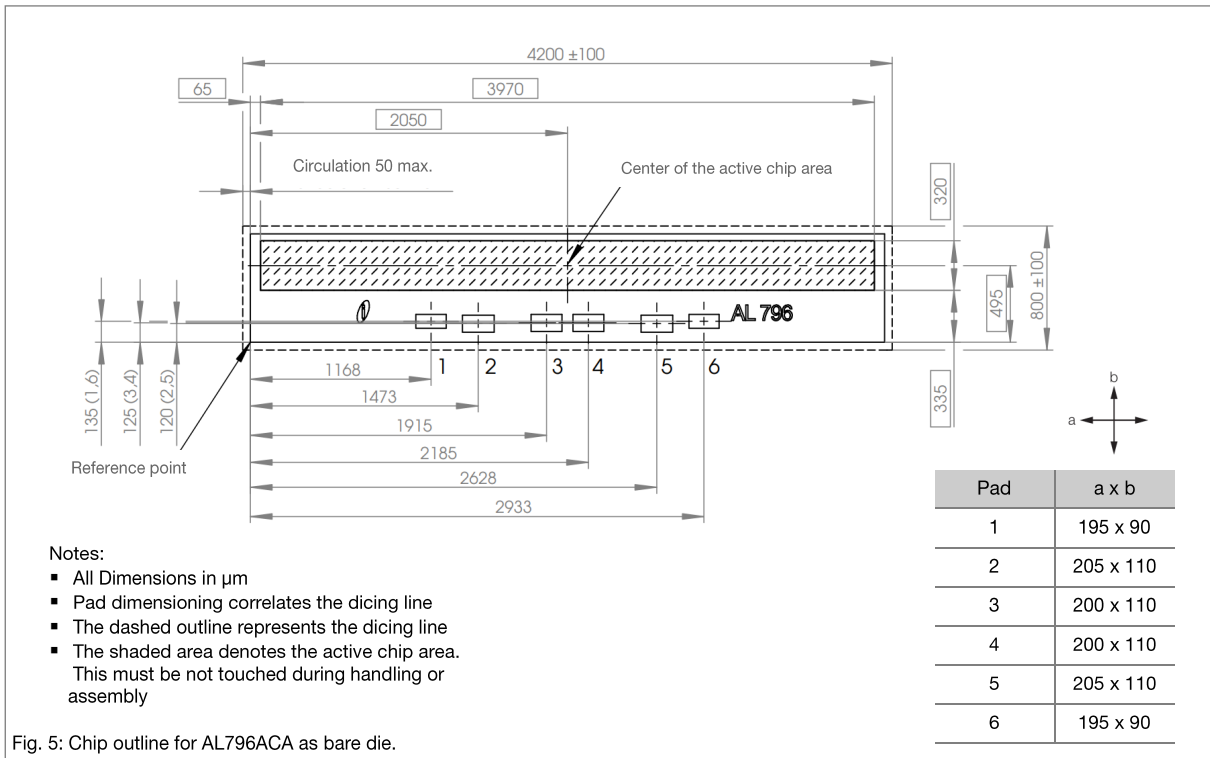 4200 ±100
65
3970
2050
Circulation 50 max.
Center of the active chip area
320
495
800 ±100
335
AL 796
1 2 3 4 5 6
135 (1,6)
125 (3,4)
120 (2,5)
1168
1473
1915
2185
2628
2933
Reference point
b
a
Pad a x b
1 195 x 90
2 205 x 110
3 200 x 110
4 200 x 110
5 205 x 110
6 195 x 90
Notes:
▪ All Dimensions in µm
▪ Pad dimensioning correlates the dicing line
▪ The dashed outline represents the dicing line
▪ The shaded area denotes the active chip area.
This must be not touched during handling or
assembly
Fig. 5: Chip outline for AL796ACA as bare die.